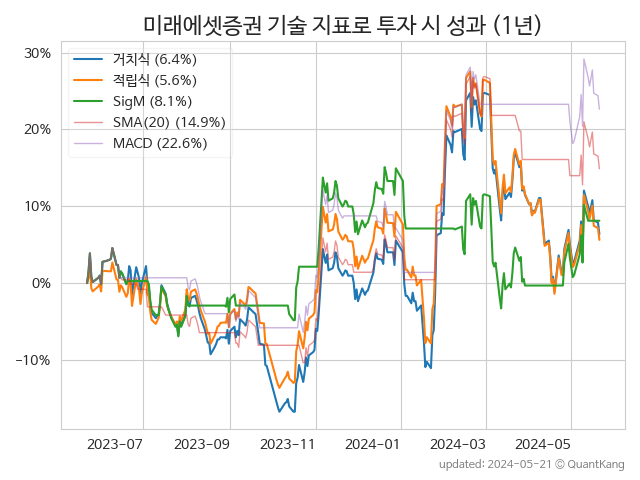 미래에셋증권 기술 지표로 투자 시 성과 (1년)
30%
20%
10%
0%
−10%
거치식 (6.4%)
적립식 (5.6%)
SigM (8.1%)
SMA(20) (14.9%)
MACD (22.6%)
2023-07 2023-09 2023-11 2024-01 2024-03 2024-05
updated: 2024-05-21 © QuantKang